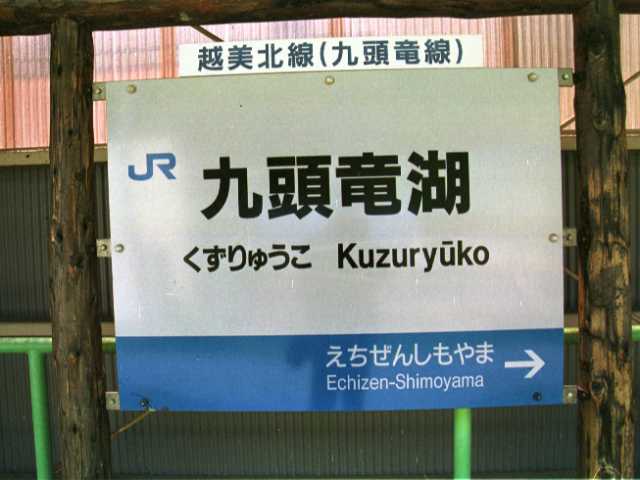 越美北線(九頭竜線)
JR 九頭竜湖
くずりゅうこ Kuzuryūko
えちぜんしもやま
Echizen-Shimoyama →